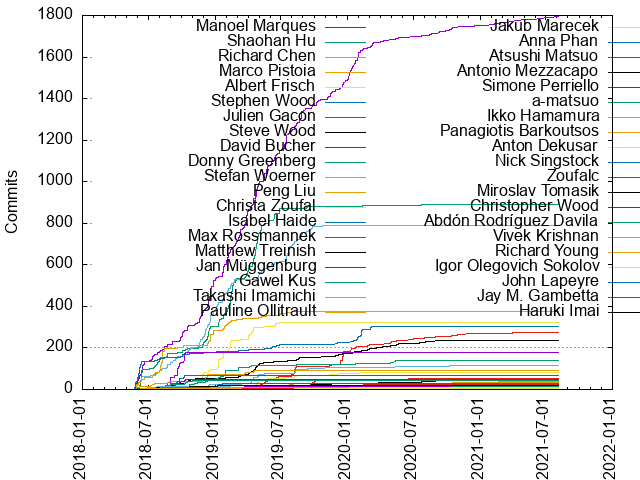 1800
1600
1400
1200
1000
800
600
400
200
0
Commits
2018-01-01
2018-07-01
2019-01-01
2019-07-01
2020-01-01
2020-07-01
2021-01-01
2021-07-01
2022-01-01
Manoel Marques
Shaohan Hu
Richard Chen
Marco Pistoia
Albert Frisch
Stephen Wood
Julien Gacon
Steve Wood
David Bucher
Donny Greenberg
Stefan Woerner
Peng Liu
Christa Zoufal
Isabel Haide
Max Rossmannek
Matthew Treinish
Jan Müggenburg
Gawel Kus
Takashi Imamichi
Pauline Ollitrault
Jakub Marecek
Anna Phan
Atsushi Matsuo
Antonio Mezzacapo
Simone Perriello
a-matsuo
Ikko Hamamura
Panagiotis Barkoutsos
Anton Dekusar
Nick Singstock
Zoufalc
Miroslav Tomasik
Christopher Wood
Abdón Rodríguez Davila
Vivek Krishnan
Richard Young
Igor Olegovich Sokolov
John Lapeyre
Jay M. Gambetta
Haruki Imai